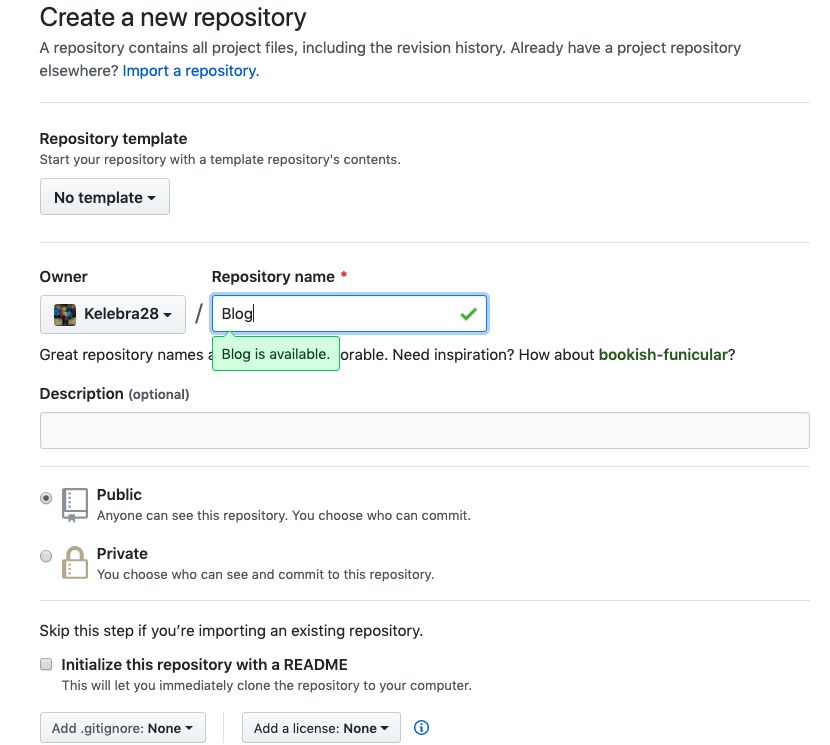 Create a new repository
A repository contains all project files, including the revision history. Already have a project repository
elsewhere? Import a repository.
Repository template
Start your repository with a template repository's contents.
No template
Owner
Repository name *
Kelebra28 / Blog
Great repository names orable. Need inspiration? How about bookish-funicular?
Blog is available.
Description (optional)
Public
Anyone can see this repository. You choose who can commit.
Private
You choose who can see and commit to this repository.
Skip this step if you’re importing an existing repository.
Initialize this repository with a README
This will let you immediately clone the repository to your computer.
Add .gitignore: None
Add a license: None